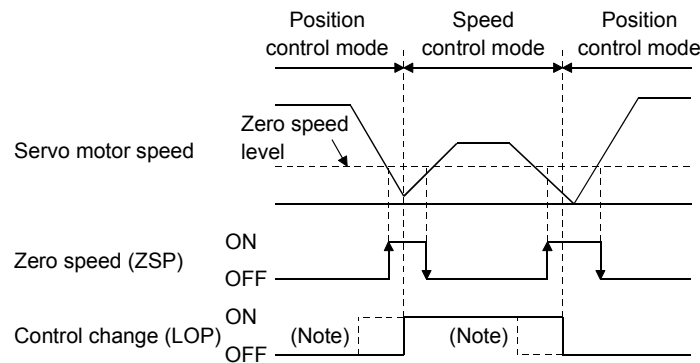 Position
control mode
Speed
control mode
Position
control mode
Zero speed
level
Servo motor speed
Zero speed (ZSP)
ON
OFF
Control change (LOP)
ON
OFF
(Note)
(Note)